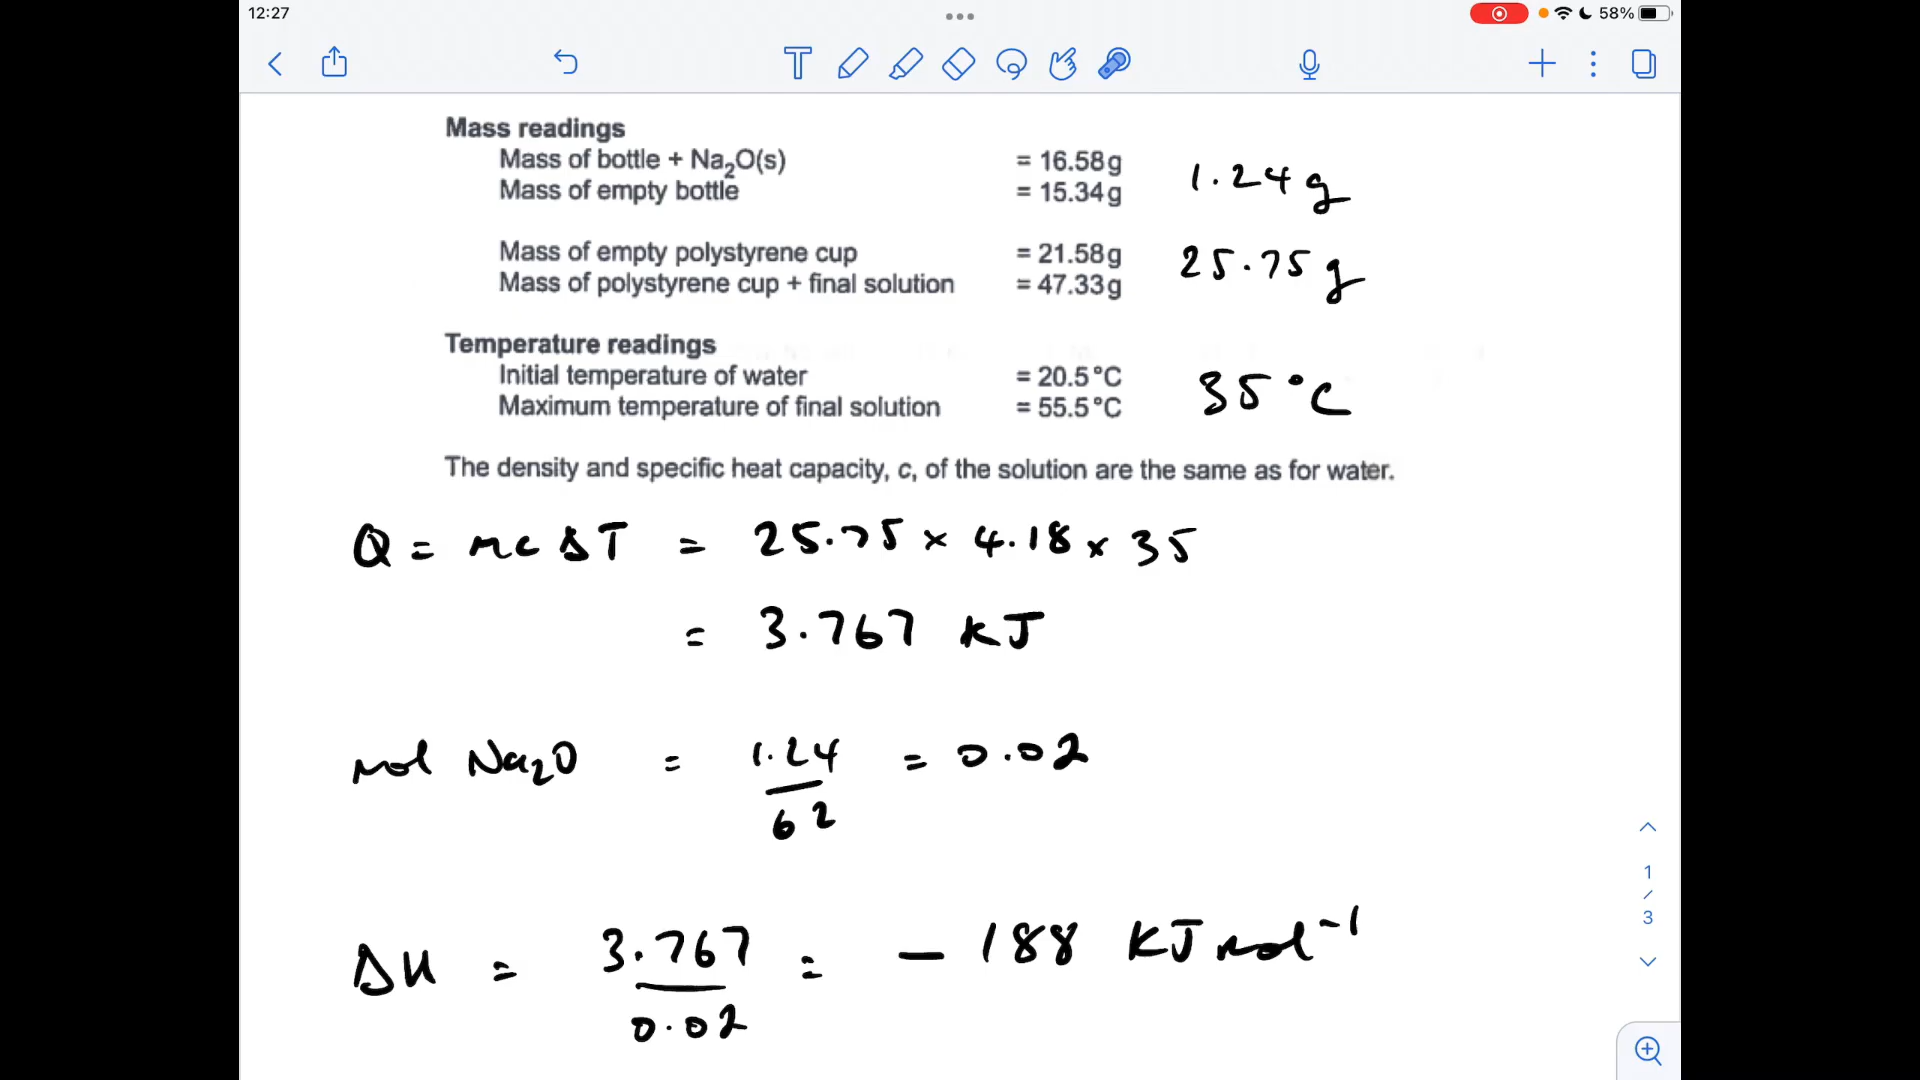 12:27
58%
T
Mass readings
Mass of bottle + Na₂O(s) = 16.58g 1.24g
Mass of empty bottle = 15.34g
Mass of empty polystyrene cup = 21.58g 25.75g
Mass of polystyrene cup + final solution = 47.33g
Temperature readings
Initial temperature of water = 20.5°C 35°C
Maximum temperature of final solution = 55.5°C
The density and specific heat capacity, c, of the solution are the same as for water.
Q = mcΔT = 25.75 × 4.18 × 35
= 3.767 kJ
mol Na₂O = 1.24/62 = 0.02
ΔH = 3.767/0.02 = - 188 kJmol⁻¹
1
/
3